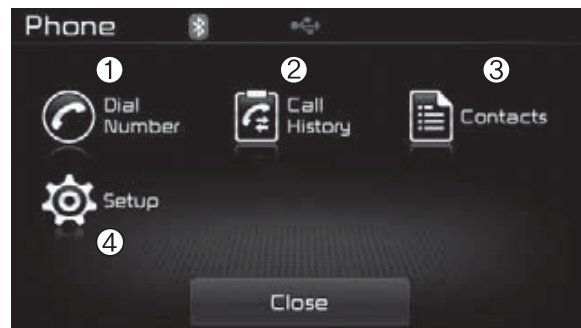 Phone
① ② ③
Dial
Number
Call
History
Contacts
Setup
④
Close